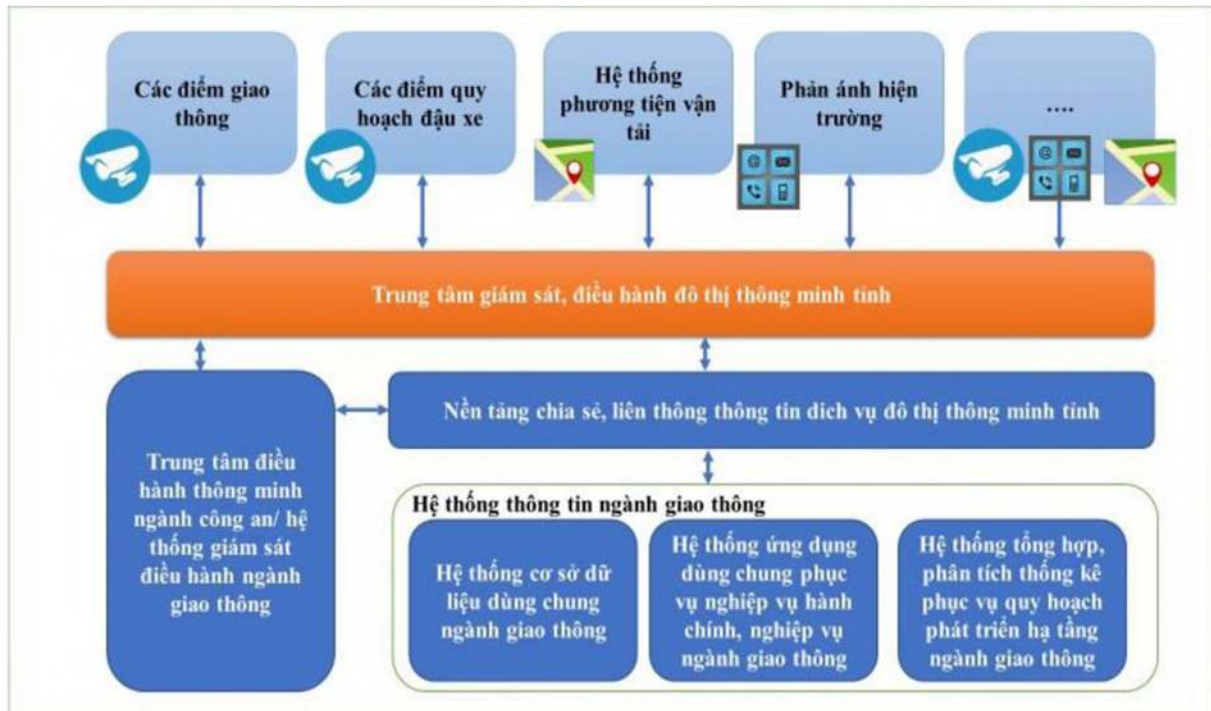 Các điểm giao
thông
Các điểm quy
hoạch đậu xe
Hệ thống
phương tiện vận
tải
Phản ánh hiện
trường
....
Trung tâm giám sát, điều hành đô thị thông minh tỉnh
Nền tảng chia sẻ, liên thông thông tin dich vụ đô thị thông minh tỉnh
Trung tâm điều
hành thông minh
ngành công an/ hệ
thống giám sát
điều hành ngành
giao thông
Hệ thống thông tin ngành giao thông
Hệ thống cơ sở dữ
liệu dùng chung
ngành giao thông
Hệ thống ứng dụng
dùng chung phục
vụ nghiệp vụ hành
chính, nghiệp vụ
ngành giao thông
Hệ thống tổng hợp,
phân tích thống kê
phục vụ quy hoạch
phát triển hạ tầng
ngành giao thông